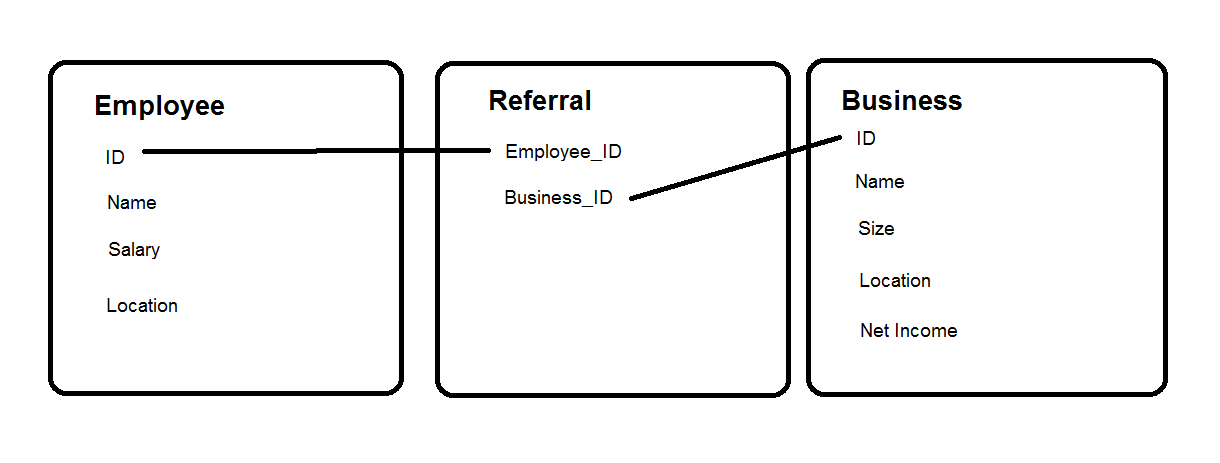 Employee
ID
Name
Salary
Location
Referral
Employee_ID
Business_ID
Business
ID
Name
Size
Location
Net Income